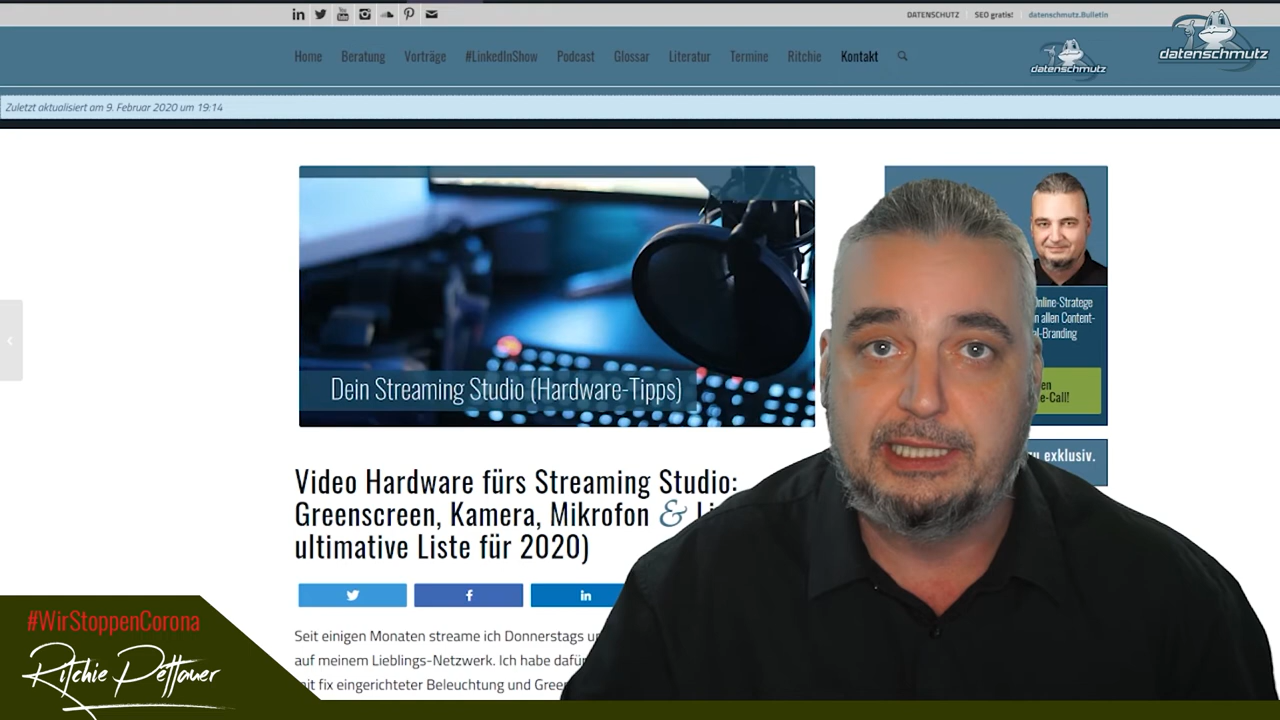 DATENSCHUTZ SEO gratis! datenschmutz.Bulletin
datenschmutz
Home Beratung Vorträge #LinkedInShow Podcast Glossar Literatur Termine Ritchie Kontakt
datenschmutz
Zuletzt aktualisiert am 9. Februar 2020 um 19:14
Dein Streaming Studio (Hardware-Tipps)
Online-Stratege
allen Content-
-Branding
e-Call!
exklusiv.
Video Hardware fürs Streaming Studio:
Greenscreen, Kamera, Mikrofon & Li
ultimative Liste für 2020)
Seit einigen Monaten streame ich Donnerstags
auf meinem Lieblings-Netzwerk. Ich habe dafür
mit fix eingerichteter Beleuchtung und Gree
#WirStoppenCorona
Ritchie Pettauer